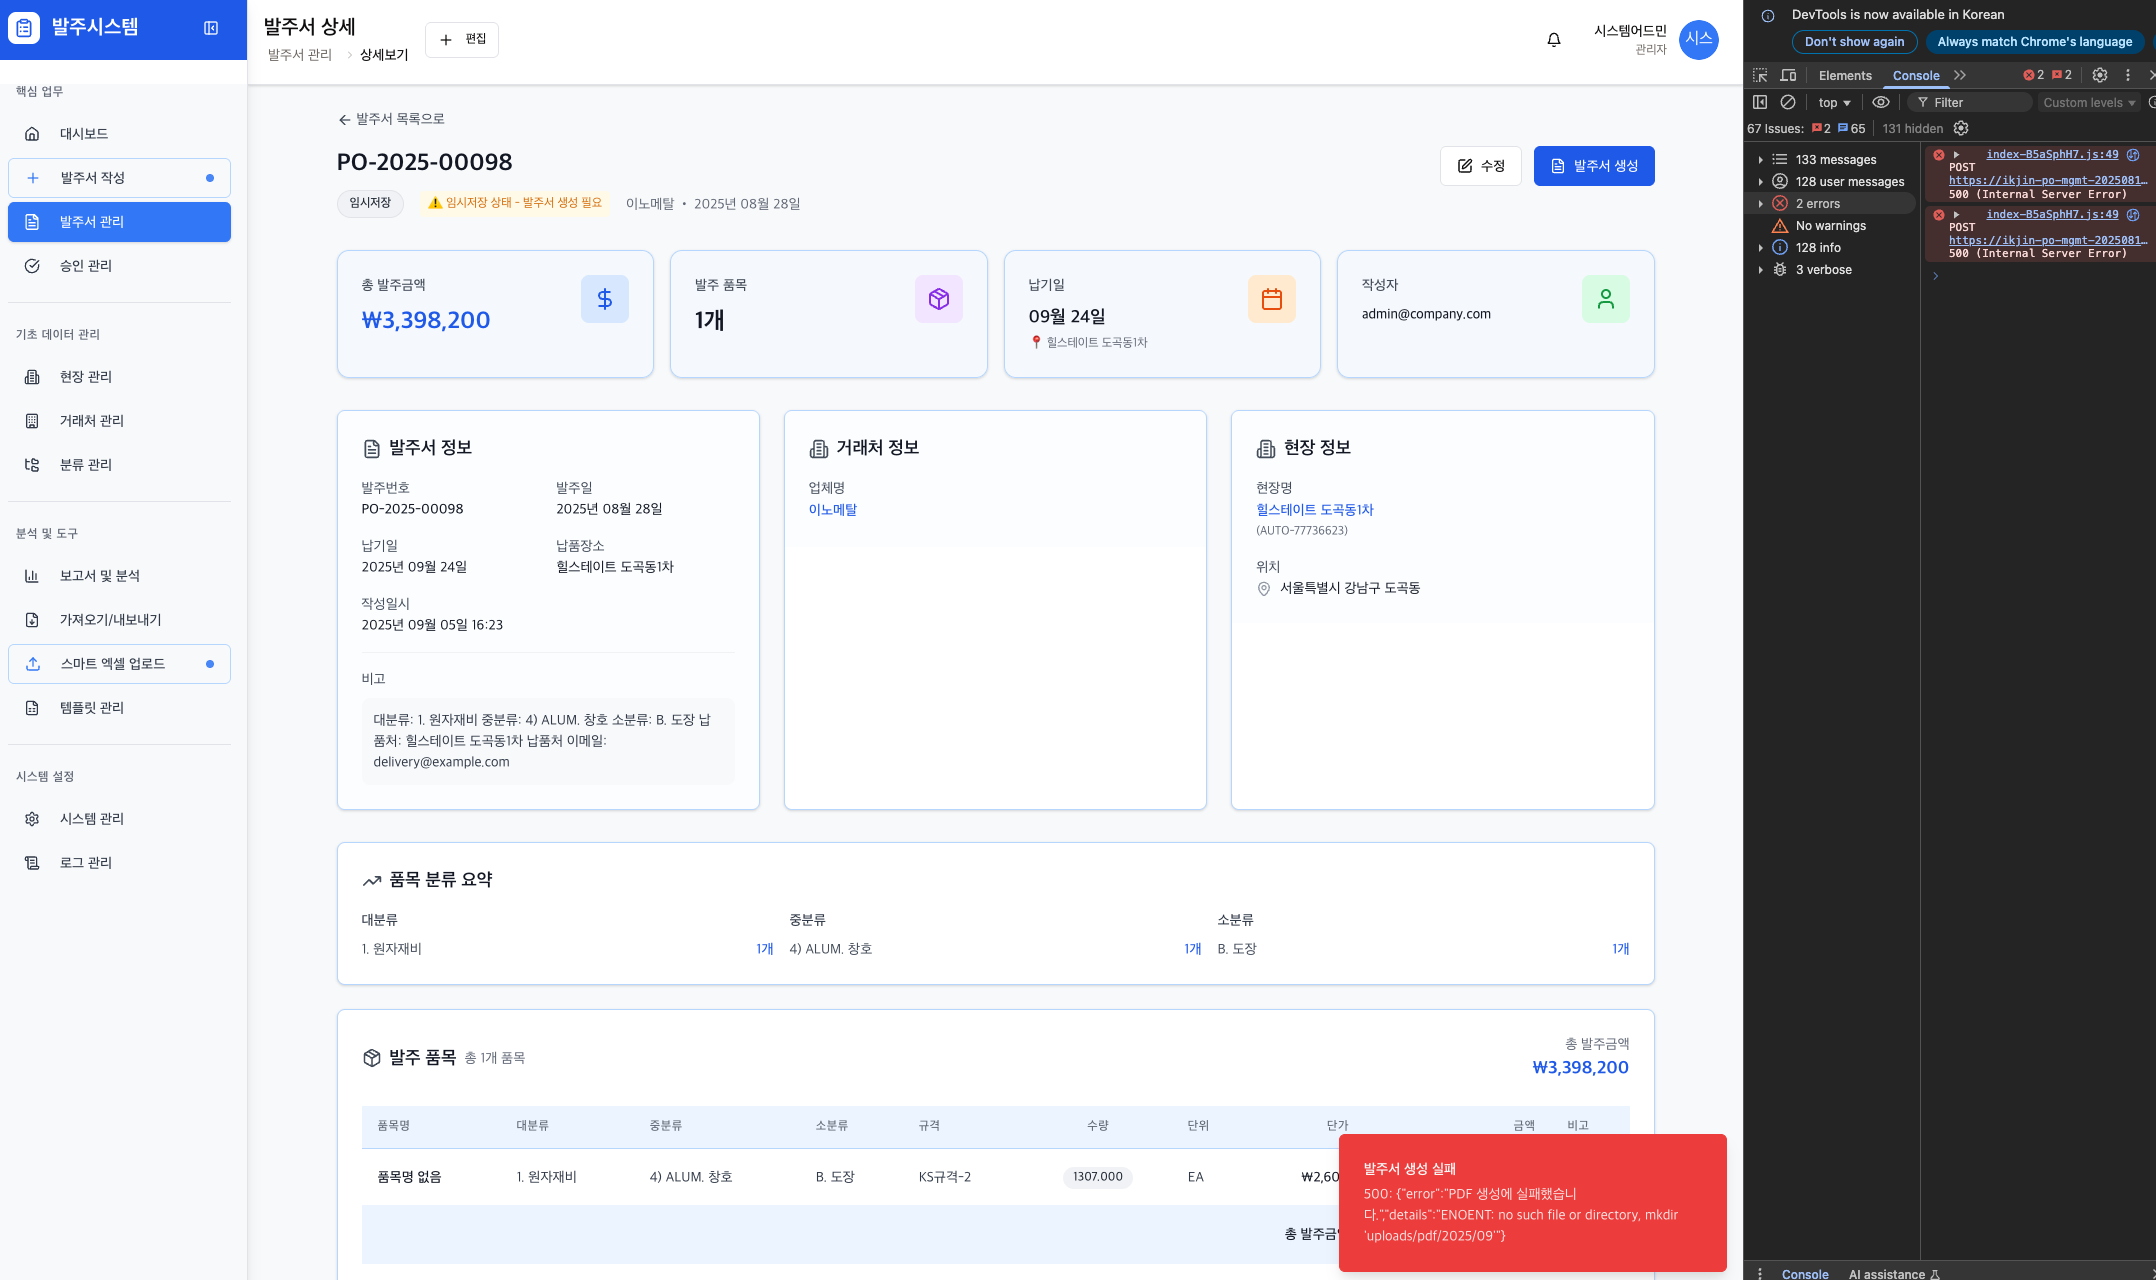 발주시스템
핵심 업무
대시보드
발주서 작성
발주서 관리
승인 관리
기초 데이터 관리
현장 관리
거래처 관리
분류 관리
분석 및 도구
보고서 및 분석
가져오기/내보내기
스마트 엑셀 업로드
템플릿 관리
시스템 설정
시스템 관리
로그 관리
발주서 상세
발주서 관리 > 상세보기
+ 편집
시스템어드민
관리자
시스
← 발주서 목록으로
PO-2025-00098
수정
발주서 생성
임시저장
⚠️ 임시저장 상태 - 발주서 생성 필요
이노메탈 • 2025년 08월 28일
총 발주금액
₩3,398,200
발주 품목
1개
납기일
09월 24일
📍 힐스테이트 도곡동1차
작성자
admin@company.com
발주서 정보
발주번호 발주일
PO-2025-00098 2025년 08월 28일
납기일 납품장소
2025년 09월 24일 힐스테이트 도곡동1차
작성일시
2025년 09월 05일 16:23
비고
대분류: 1. 원자재비 중분류: 4) ALUM. 창호 소분류: B. 도장 납
품처: 힐스테이트 도곡동1차 납품처 이메일:
delivery@example.com
거래처 정보
업체명
이노메탈
현장 정보
현장명
힐스테이트 도곡동1차
(AUTO-77736623)
위치
서울특별시 강남구 도곡동
품목 분류 요약
대분류 중분류 소분류
1. 원자재비 1개 4) ALUM. 창호 1개 B. 도장 1개
발주 품목 총 1개 품목
총 발주금액
₩3,398,200
품목명 대분류 중분류 소분류 규격 수량 단위 단가 금액 비고
품목명 없음 1. 원자재비 4) ALUM. 창호 B. 도장 KS규격-2 1307.000 EA ₩2,60
총 발주금
발주서 생성 실패
500: {"error":"PDF 생성에 실패했습니
다.","details":"ENOENT: no such file or directory, mkdir
'uploads/pdf/2025/09'"}
DevTools is now available in Korean
Don't show again
Always match Chrome's language
Elements Console 2 2
top Filter Custom levels
67 Issues: 2 65 131 hidden
133 messages
128 user messages
2 errors
No warnings
128 info
3 verbose
index-B5aSphH7.js:49
POST
https://ikjin-po-mgmt-2025081…
500 (Internal Server Error)
index-B5aSphH7.js:49
POST
https://ikjin-po-mgmt-2025081…
500 (Internal Server Error)
Console AI assistance